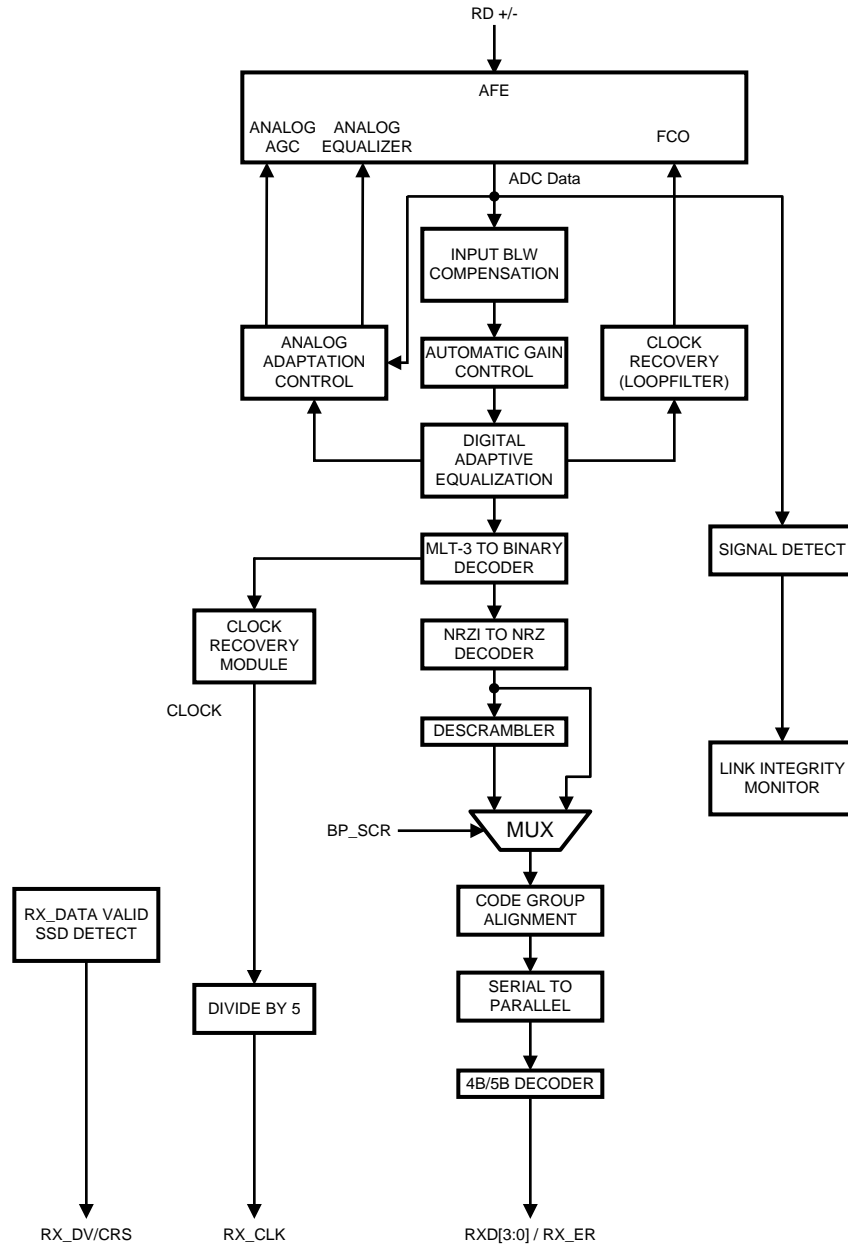 RD +/-
AFE
ANALOG
AGC
ANALOG
EQUALIZER
FCO
ADC Data
INPUT BLW
COMPENSATION
ANALOG
ADAPTATION
CONTROL
AUTOMATIC GAIN
CONTROL
CLOCK
RECOVERY
(LOOPFILTER)
DIGITAL
ADAPTIVE
EQUALIZATION
MLT-3 TO BINARY
DECODER
SIGNAL DETECT
CLOCK
RECOVERY
MODULE
NRZI TO NRZ
DECODER
CLOCK
DESCRAMBLER
LINK INTEGRITY
MONITOR
BP_SCR
MUX
RX_DATA VALID
SSD DETECT
CODE GROUP
ALIGNMENT
DIVIDE BY 5
SERIAL TO
PARALLEL
4B/5B DECODER
RX_DV/CRS
RX_CLK
RXD[3:0] / RX_ER